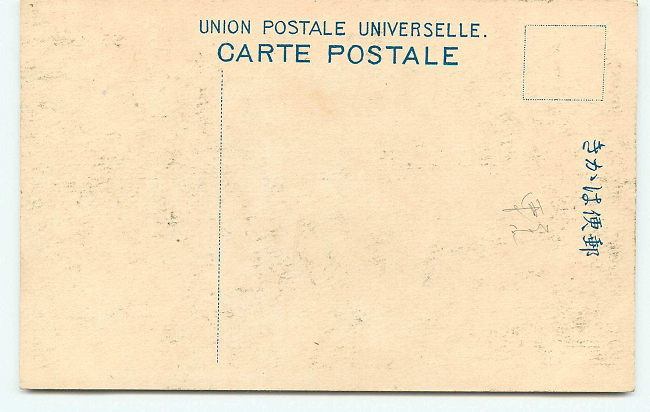 UNION POSTALE UNIVERSELLE.
CARTE POSTALE
郵便はがき